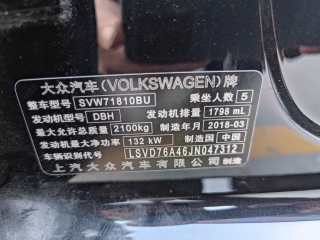 大众汽车(VOLKSWAGEN)牌
整车型号 SVW71810BU 乘坐人数 5
发动机型号 DBH 发动机排量 1798 mL
最大允许总质量 2100kg 制造年月 2018-03
发动机最大净功率 132 kW 制造国 中国
车辆识别代号 LSVD76A46JN047312
上汽大众汽车有限公司制造